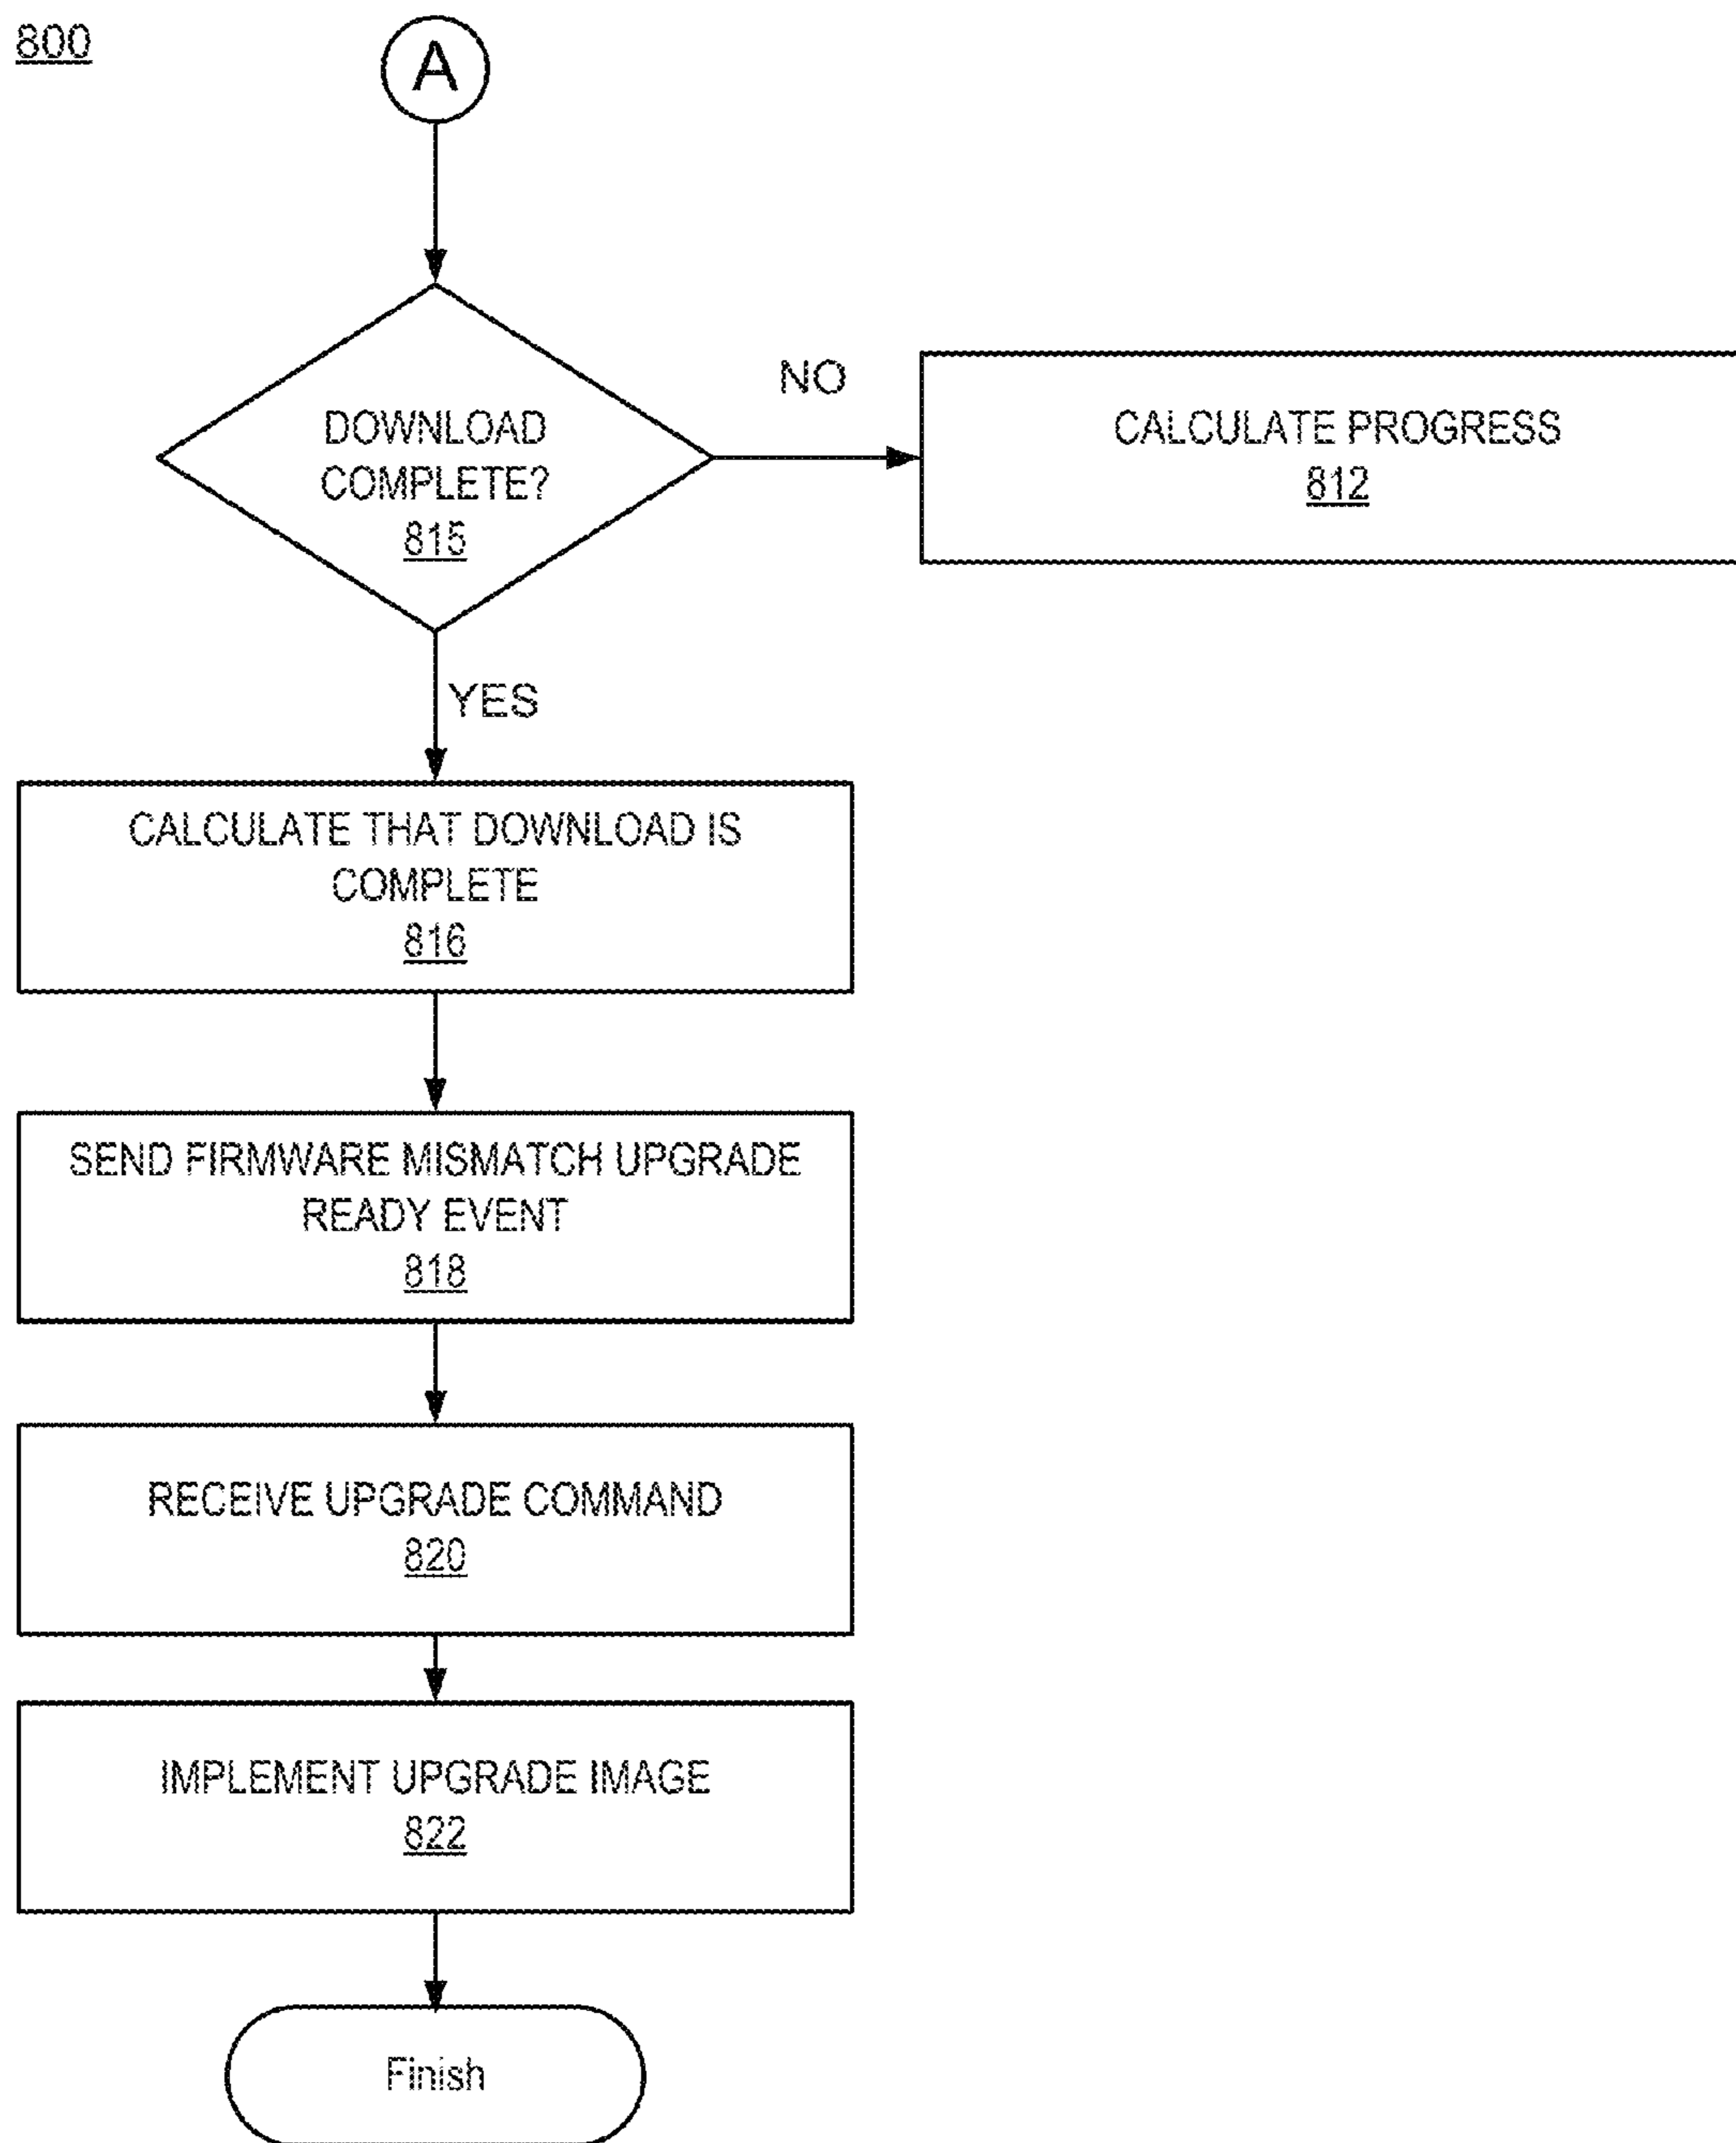 800
A
DOWNLOAD
COMPLETE?
815
NO
CALCULATE PROGRESS
812
YES
CALCULATE THAT DOWNLOAD IS
COMPLETE
816
SEND FIRMWARE MISMATCH UPGRADE
READY EVENT
818
RECEIVE UPGRADE COMMAND
820
IMPLEMENT UPGRADE IMAGE
822
Finish